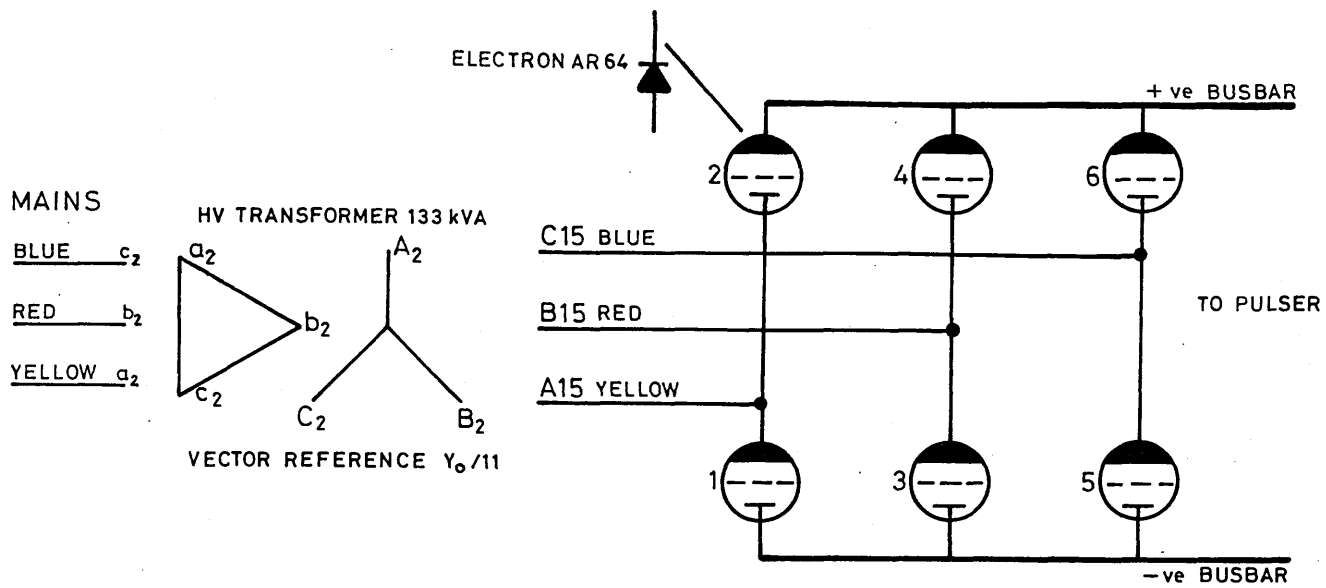 ELECTRON AR 64
+ve BUSBAR
2
4
6
MAINS
HV TRANSFORMER 133 kVA
BLUE c₂
RED b₂
YELLOW a₂
a₂
b₂
c₂
A₂
C₂
B₂
VECTOR REFERENCE Y₀/11
C15 BLUE
B15 RED
A15 YELLOW
TO PULSER
1
3
5
-ve BUSBAR